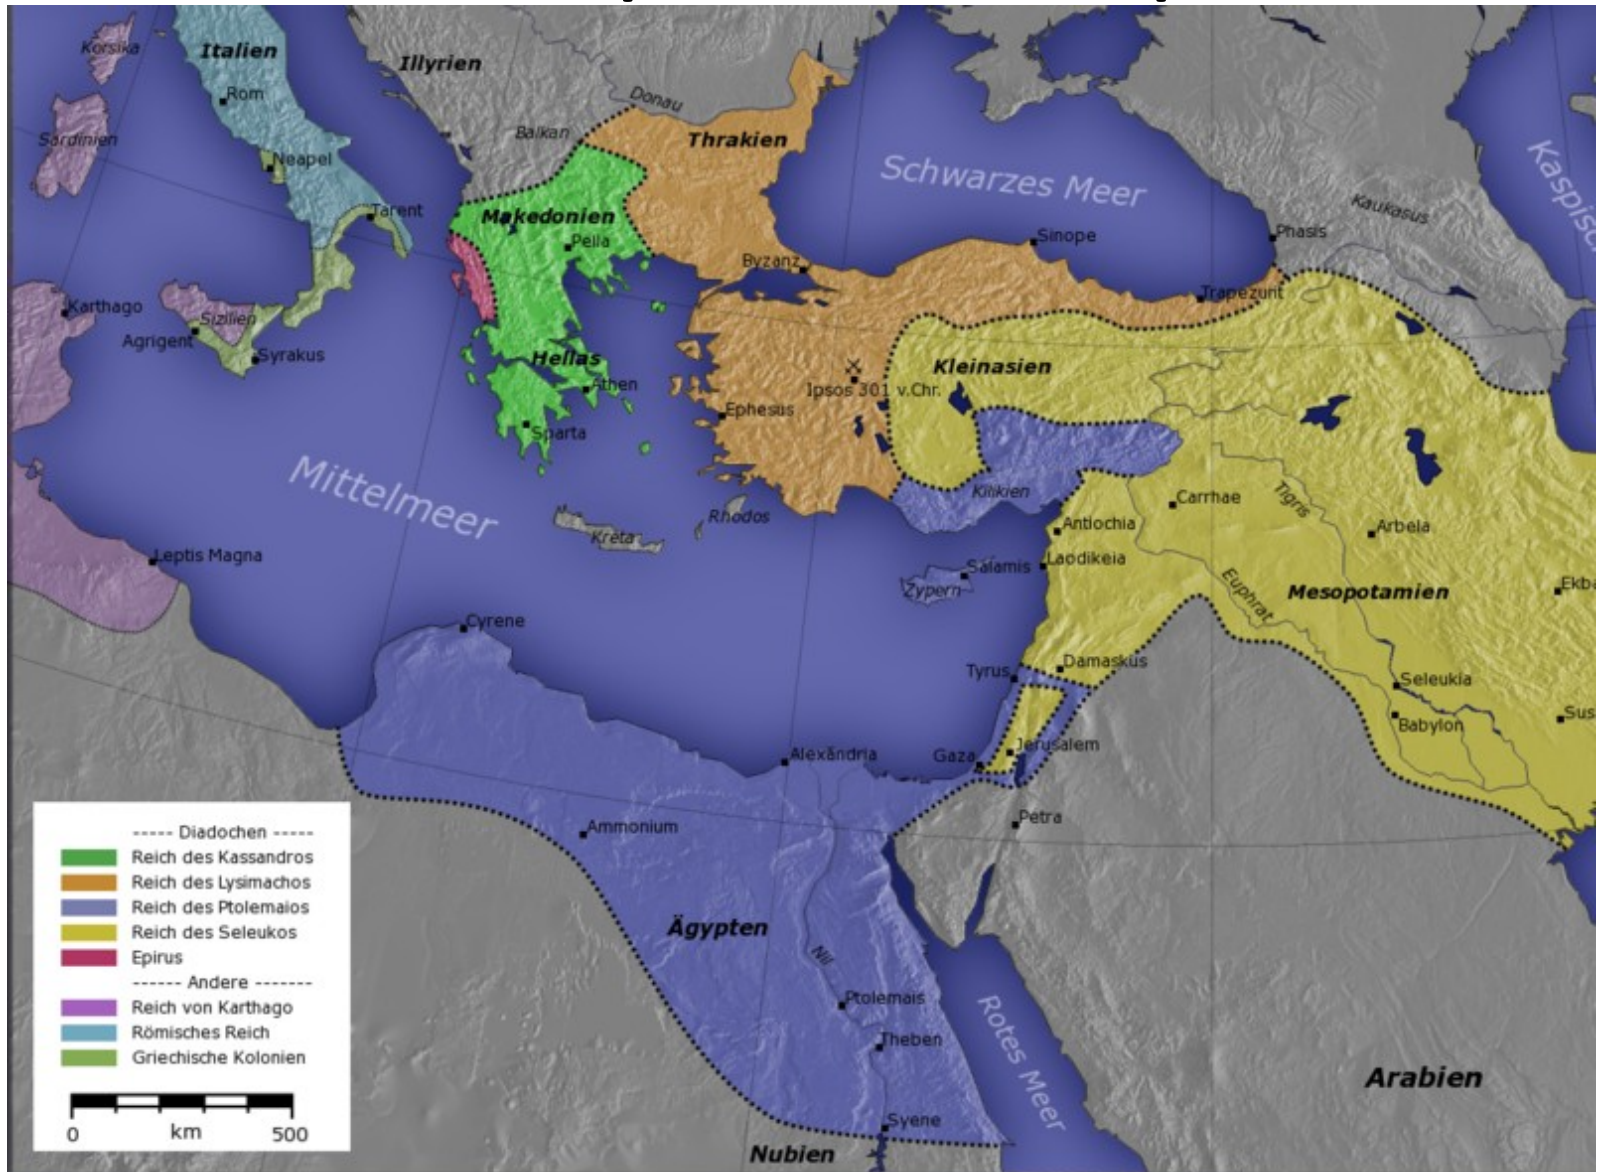 Korsika
Italien
Illyrien
Rom
Donau
Sardinien
Balkan
Thrakien
Neapel
Schwarzes Meer
Kaukasus
Tarent
Makedonien
Pella
Sinope
Phasis
Byzanz
Trapezunt
Karthago
Sizilien
Agrigent
Syrakus
Hellas
Kleinasien
Athen
Ipsos 301 v.Chr.
Ephesus
Sparta
Mittelmeer
Kilikien
Carrhae
Tigris
Rhodos
Kreta
Antiochia
Arbela
Leptis Magna
Salamis
Laodikeia
Zypern
Euphrat
Mesopotamien
Ekba
Cyrene
Tyrus
Damaskus
Seleukia
Sus
Babylon
Alexandria
Gaza
Jerusalem
Petra
Ammonium
Ägypten
Nil
Ptolemais
Rotes Meer
Theben
Arabien
Syene
Nubien
----- Diadochen -----
Reich des Kassandros
Reich des Lysimachos
Reich des Ptolemaios
Reich des Seleukos
Epirus
------ Andere -------
Reich von Karthago
Römisches Reich
Griechische Kolonien
0 km 500